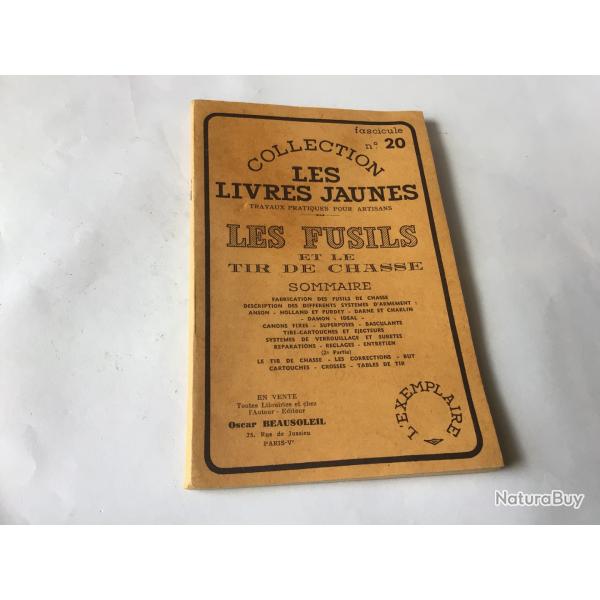 fascicule
n° 20
COLLECTION
LES
LIVRES JAUNES
TRAVAUX PRATIQUES POUR ARTISANS
LES FUSILS
ET LE
TIR DE CHASSE
SOMMAIRE
FABRICATION DES FUSILS DE CHASSE
DESCRIPTION DES DIFFERENTS SYSTEMES D'ARMEMENT :
ANSON - HOLLAND ET PURDEY - DARNE ET CHARLIN
- DAMON - IDEAL -
CANONS FIXES - SUPERPOSES - BASCULANTS
TIRE-CARTOUCHES ET EJECTEURS
SYSTEMES DE VERROUILLAGE ET SURETES
REPARATIONS - REGLAGES - ENTRETIEN
(2e Partie)
LE TIR DE CHASSE - LES CORRECTIONS - BUT
CARTOUCHES - CROSSES - TABLES DE TIR
EN VENTE
Toutes Librairies et chez
l'Auteur - Editeur
Oscar BEAUSOLEIL
25, Rue de Jussieu
PARIS-Ve
L'EXEMPLAIRE
NaturaBuy